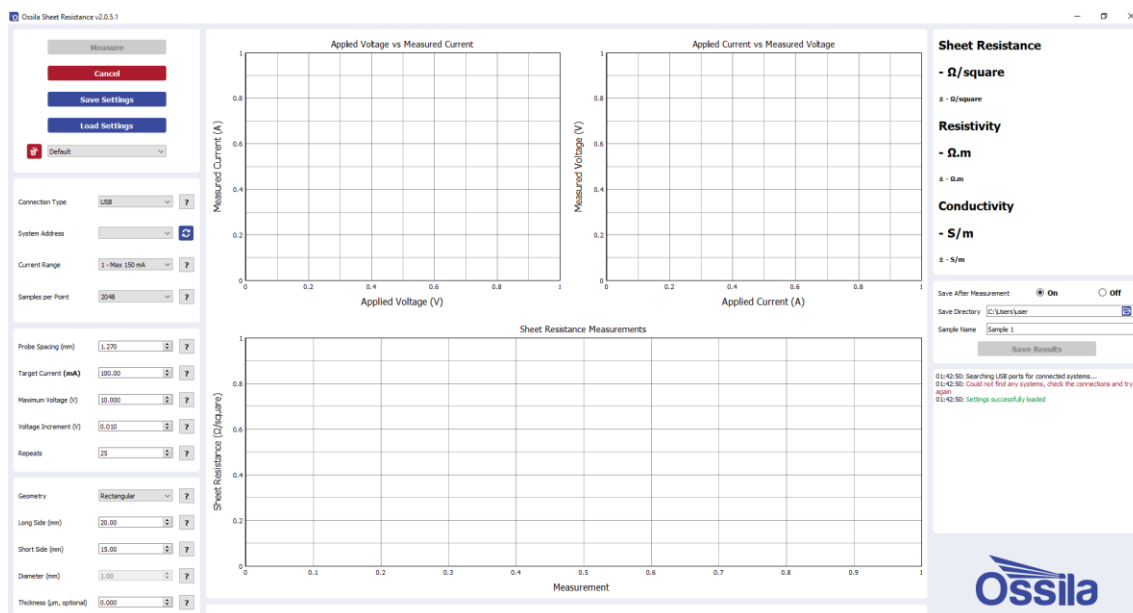 Ossila Sheet Resistance v2.0.5.1
Measure
Cancel
Save Settings
Load Settings
Default
Connection Type
USB
?
System Address
Current Range
1 - Max 150 mA
?
Samples per Point
2048
?
Probe Spacing (mm)
1.270
?
Target Current (mA)
100.00
?
Maximum Voltage (V)
10.000
?
Voltage Increment (V)
0.010
?
Repeats
25
?
Geometry
Rectangular
?
Long Side (mm)
20.00
?
Short Side (mm)
15.00
?
Diameter (mm)
1.00
?
Thickness (μm, optional)
0.000
?
Applied Voltage vs Measured Current
Measured Current (A)
1
0.8
0.6
0.4
0.2
0
0 0.2 0.4 0.6 0.8 1
Applied Voltage (V)
Applied Current vs Measured Voltage
Measured Voltage (V)
1
0.8
0.6
0.4
0.2
0
0 0.2 0.4 0.6 0.8 1
Applied Current (A)
Sheet Resistance Measurements
Sheet Resistance (Ω/square)
1
0.8
0.6
0.4
0.2
0
0 0.1 0.2 0.3 0.4 0.5 0.6 0.7 0.8 0.9 1
Measurement
Sheet Resistance
- Ω/square
± - Ω/square
Resistivity
- Ω.m
± - Ω.m
Conductivity
- S/m
± - S/m
Save After Measurement
On
Off
Save Directory
C:\Users\user
Sample Name
Sample 1
Save Results
01:42:50: Searching USB ports for connected systems...
01:42:50: Could not find any systems, check the connections and try
again
01:42:50: Settings successfully loaded
Ossila